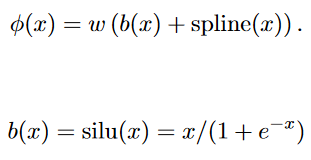 ϕ(x) = w (b(x) + spline(x)) .
b(x) = silu(x) = x/(1 + e⁻ˣ)